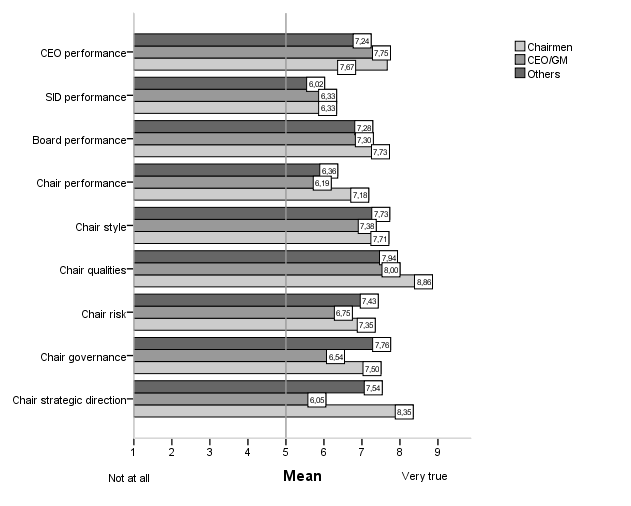 7,24
CEO performance
7,75
7,67
6,02
SID performance
6,33
6,33
7,28
Board performance
7,30
7,73
6,36
Chair performance
6,19
7,18
7,73
Chair style
7,38
7,71
7,94
Chair qualities
8,00
8,86
7,43
Chair risk
6,75
7,35
7,76
Chair governance
6,54
7,50
7,54
Chair strategic direction
6,05
8,35
1 2 3 4 5 6 7 8 9
Not at all Mean Very true
Chairmen
CEO/GM
Others